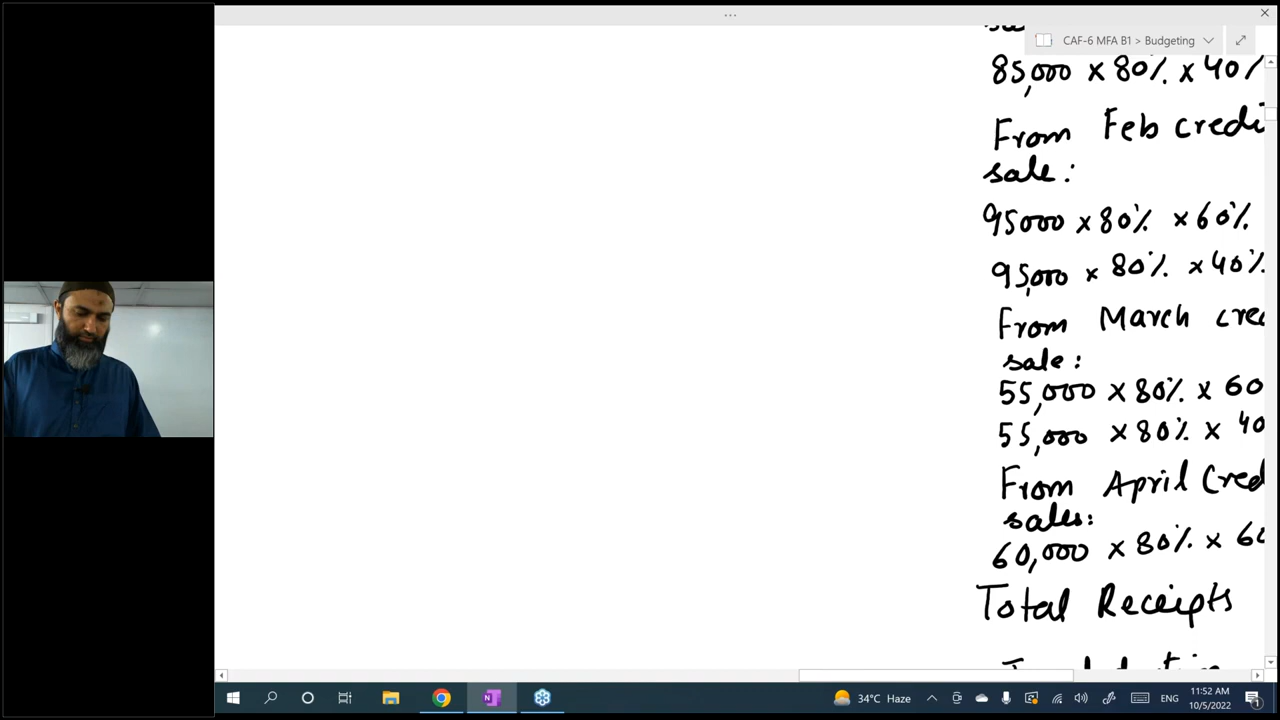 CAF-6 MFA B1 > Budgeting
85,000 x 80% x 40%
From Feb credi
sale:
95000 x 80% x 60%
95,000 x 80% x 40%
From March cre
sale:
55,000 x 80% x 60
55,000 x 80% x 40
From April Cred
sales:
60,000 x 80% x 60
Total Receipts
34°C Haze
ENG
11:52 AM
10/5/2022